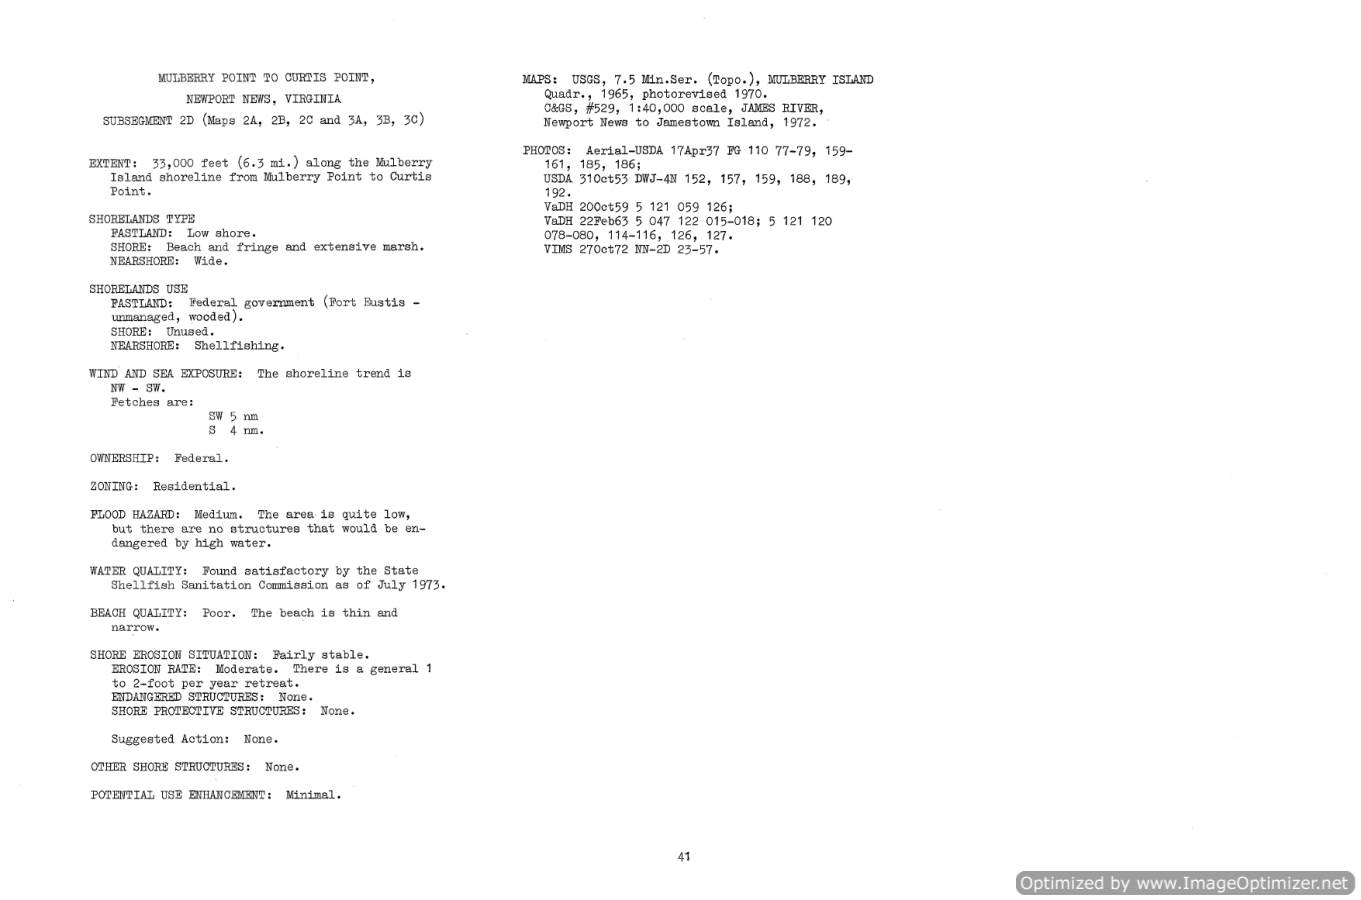 MULBERRY POINT TO CURTIS POINT,
NEWPORT NEWS, VIRGINIA
SUBSEGMENT 2D (Maps 2A, 2B, 2C and 3A, 3B, 3C)
EXTENT: 33,000 feet (6.3 mi.) along the Mulberry
Island shoreline from Mulberry Point to Curtis
Point.
SHORELANDS TYPE
FASTLAND: Low shore.
SHORE: Beach and fringe and extensive marsh.
NEARSHORE: Wide.
SHORELANDS USE
FASTLAND: Federal government (Fort Eustis -
unmanaged, wooded).
SHORE: Unused.
NEARSHORE: Shellfishing.
WIND AND SEA EXPOSURE: The shoreline trend is
NW - SW.
Fetches are:
SW 5 nm
S 4 nm.
OWNERSHIP: Federal.
ZONING: Residential.
FLOOD HAZARD: Medium. The area is quite low,
but there are no structures that would be en-
dangered by high water.
WATER QUALITY: Found satisfactory by the State
Shellfish Sanitation Commission as of July 1973.
BEACH QUALITY: Poor. The beach is thin and
narrow.
SHORE EROSION SITUATION: Fairly stable.
EROSION RATE: Moderate. There is a general 1
to 2-foot per year retreat.
ENDANGERED STRUCTURES: None.
SHORE PROTECTIVE STRUCTURES: None.
Suggested Action: None.
OTHER SHORE STRUCTURES: None.
POTENTIAL USE ENHANCEMENT: Minimal.
MAPS: USGS, 7.5 Min.Ser. (Topo.), MULBERRY ISLAND
Quadr., 1965, photorevised 1970.
C&GS, #529, 1:40,000 scale, JAMES RIVER,
Newport News to Jamestown Island, 1972.
PHOTOS: Aerial-USDA 17Apr37 FG 110 77-79, 159-
161, 185, 186;
USDA 31Oct53 DWJ-4N 152, 157, 159, 188, 189,
192.
VaDH 20Oct59 5 121 059 126;
VaDH 22Feb63 5 047 122 015-018; 5 121 120
078-080, 114-116, 126, 127.
VIMS 27Oct72 NN-2D 23-57.
41
Optimized by www.ImageOptimizer.net